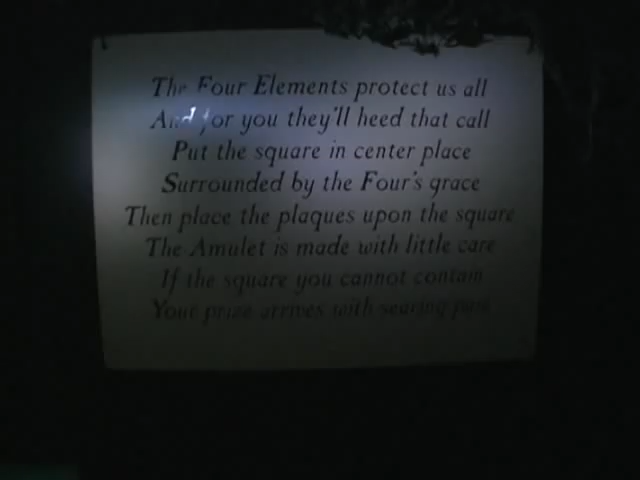 The Four Elements protect us all
And for you they'll heed that call
Put the square in center place
Surrounded by the Four's grace
Then place the plaques upon the square
The Amulet is made with little care
If the square you cannot contain
Your prize arrives with searing pain